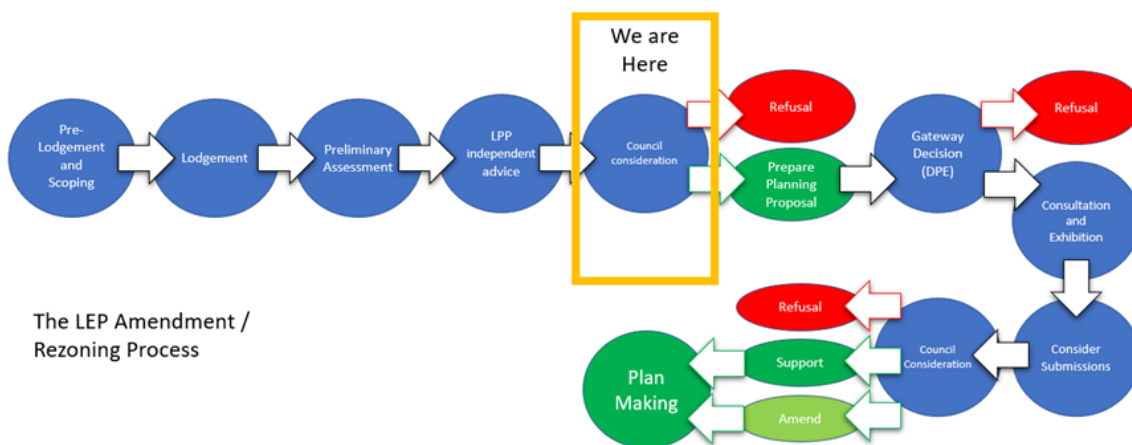 We are
Here
Pre-
Lodgement
and
Scoping
Lodgement
Preliminary
Assessment
LPP
independent
advice
Council
consideration
Refusal
Prepare
Planning
Proposal
Gateway
Decision
(DPE)
Refusal
Consultation
and
Exhibition
The LEP Amendment /
Rezoning Process
Consider
Submissions
Council
Consideration
Refusal
Support
Amend
Plan
Making